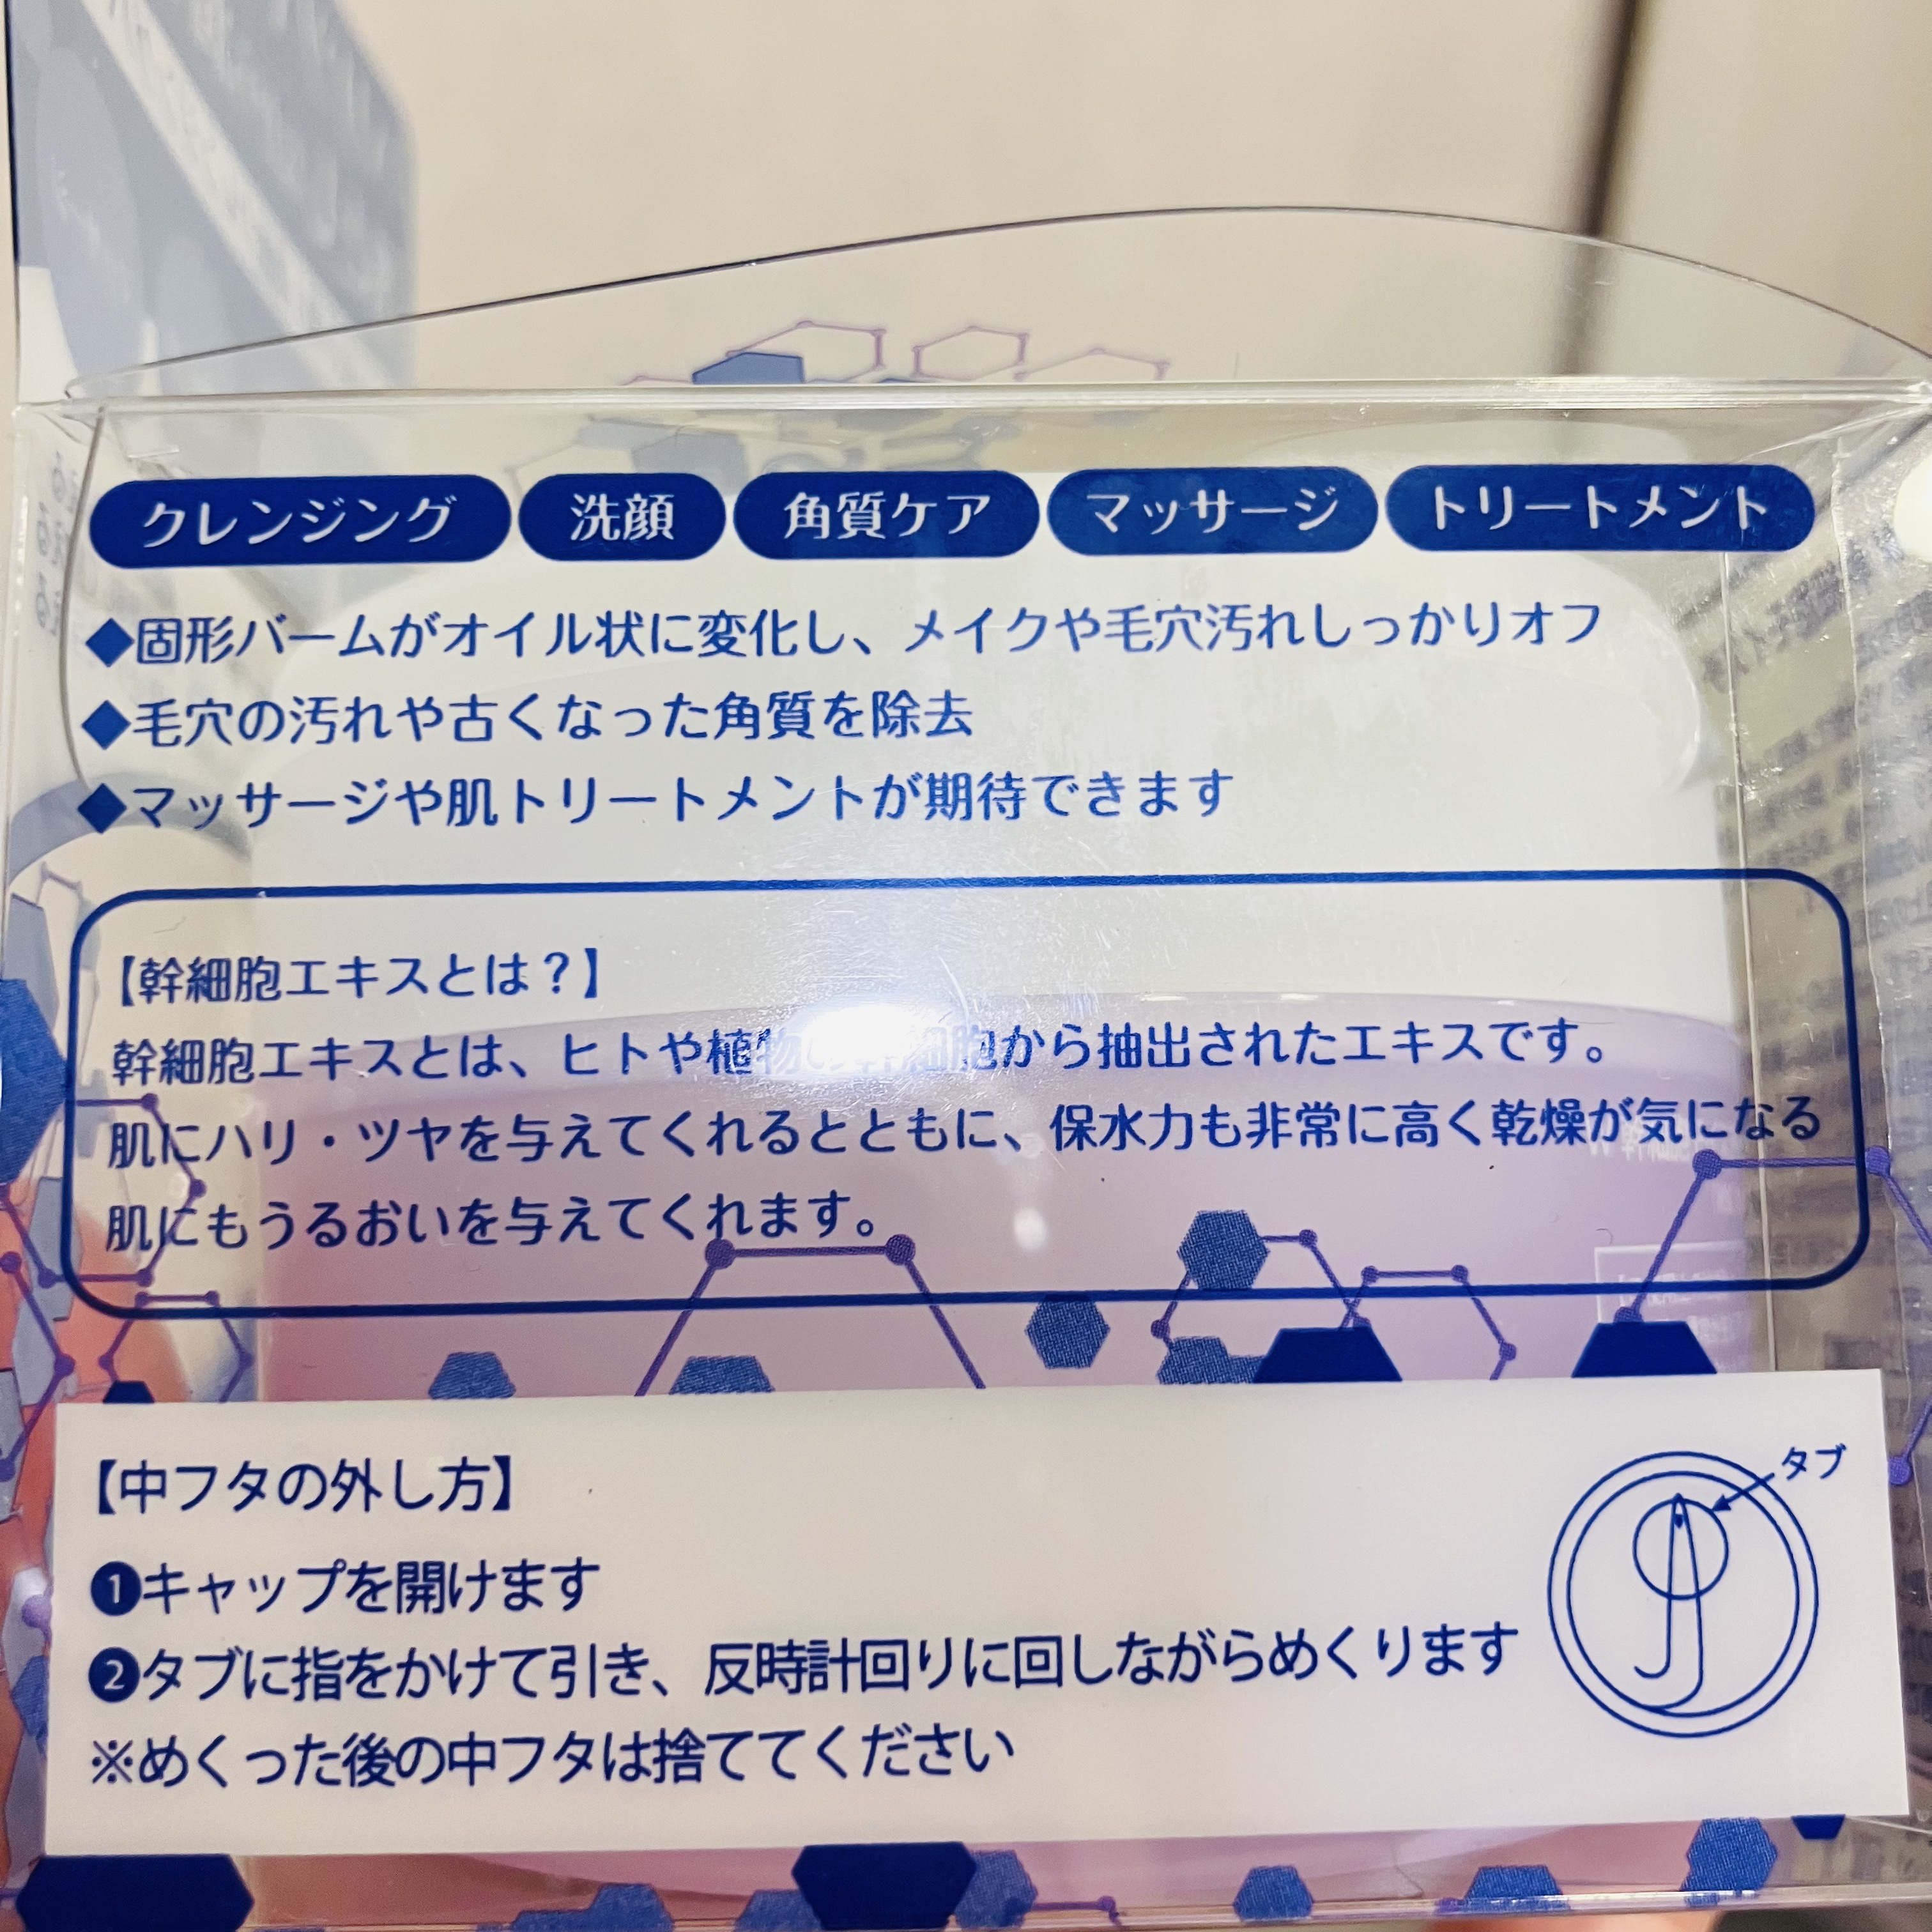 クレンジング 洗顔 角質ケア マッサージ トリートメント
◆固形バームがオイル状に変化し、メイクや毛穴汚れしっかりオフ
◆毛穴の汚れや古くなった角質を除去
◆マッサージや肌トリートメントが期待できます
【幹細胞エキスとは？】
幹細胞エキスとは、ヒトや植物の幹細胞から抽出されたエキスです。
肌にハリ・ツヤを与えてくれるとともに、保水力も非常に高く乾燥が気になる
肌にもうるおいを与えてくれます。
【中フタの外し方】
タブ
❶キャップを開けます
❷タブに指をかけて引き、反時計回りに回しながらめくります
※めくった後の中フタは捨ててください